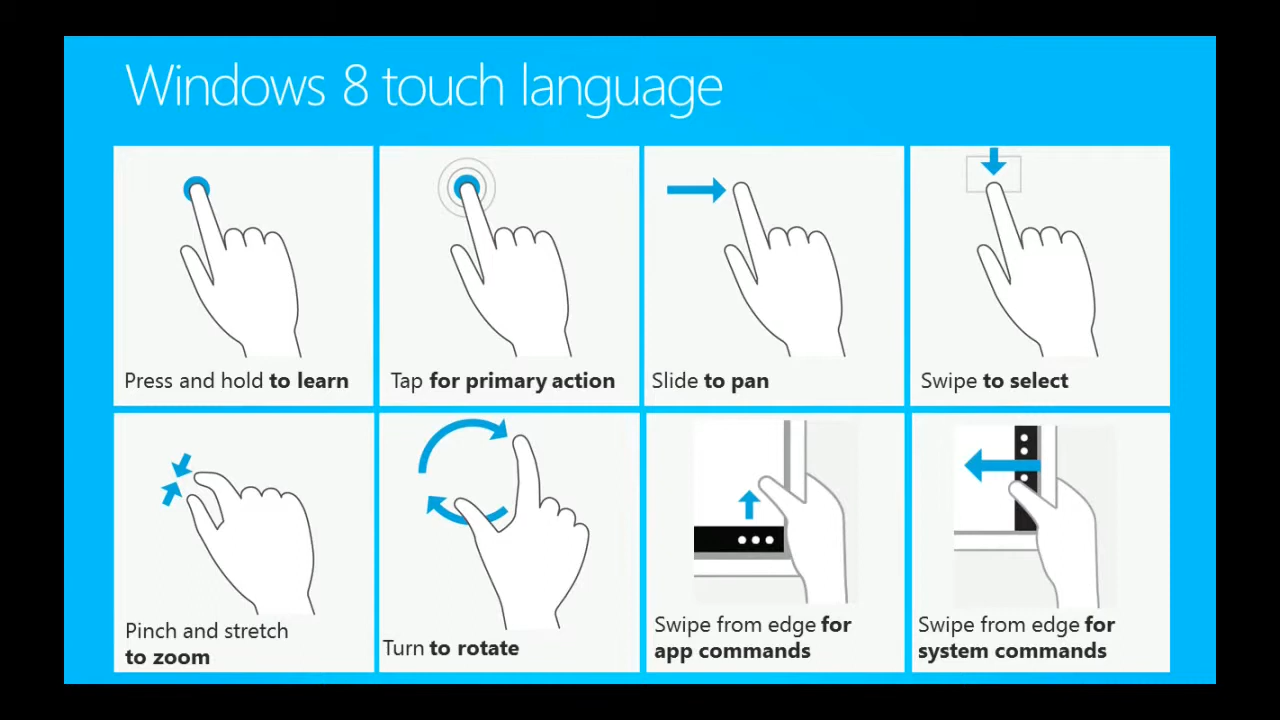 Windows 8 touch language
Press and hold to learn
Tap for primary action
Slide to pan
Swipe to select
Pinch and stretch
to zoom
Turn to rotate
Swipe from edge for
app commands
Swipe from edge for
system commands